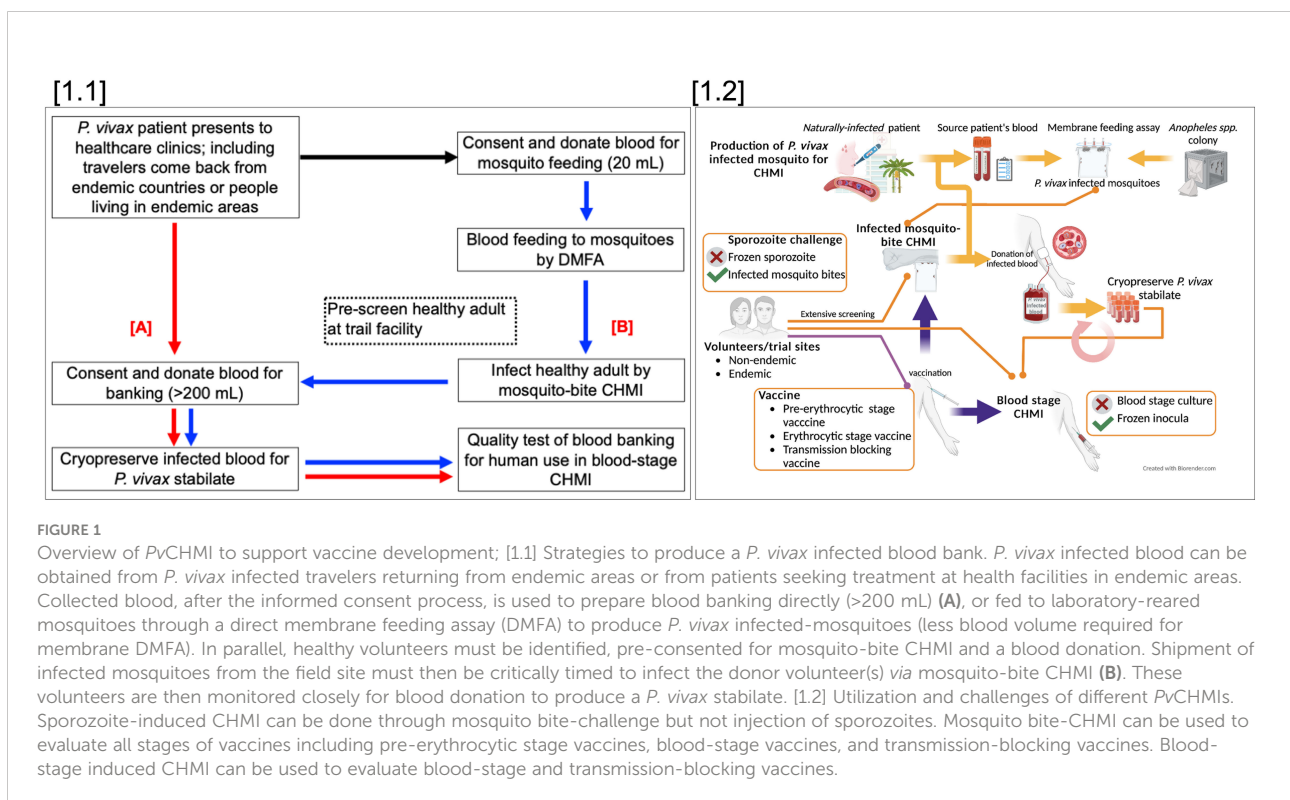 [1.1]
P. vivax patient presents to
healthcare clinics; including
travelers come back from
endemic countries or people
living in endemic areas
Consent and donate blood for
mosquito feeding (20 mL)
Blood feeding to mosquitoes
by DMFA
Pre-screen healthy adult
at trail facility
[A]
[B]
Consent and donate blood for
banking (>200 mL)
Infect healthy adult by
mosquito-bite CHMI
Cryopreserve infected blood for
P. vivax stabilate
Quality test of blood banking
for human use in blood-stage
CHMI
[1.2]
Production of P. vivax
infected mosquito for
CHMI
Naturally-infected patient
Source patient's blood
Membrane feeding assay
Anopheles spp.
colony
P. vivax infected mosquitoes
Sporozoite challenge
Frozen sporozoite
Infected mosquito bites
Infected mosquito-
bite CHMI
Donation of
infected blood
P. vivax
infected
blood
Cryopreserve P. vivax
stabilate
Extensive screening
Volunteers/trial sites
• Non-endemic
• Endemic
vaccination
Vaccine
• Pre-erythrocytic stage
vacccine
• Erythrocytic stage vaccine
• Transmission blocking
vaccine
Blood stage
CHMI
Blood stage culture
Frozen inocula
Created with Biorender.com
FIGURE 1
Overview of PvCHMI to support vaccine development; [1.1] Strategies to produce a P. vivax infected blood bank. P. vivax infected blood can be
obtained from P. vivax infected travelers returning from endemic areas or from patients seeking treatment at health facilities in endemic areas.
Collected blood, after the informed consent process, is used to prepare blood banking directly (>200 mL) (A), or fed to laboratory-reared
mosquitoes through a direct membrane feeding assay (DMFA) to produce P. vivax infected-mosquitoes (less blood volume required for
membrane DMFA). In parallel, healthy volunteers must be identified, pre-consented for mosquito-bite CHMI and a blood donation. Shipment of
infected mosquitoes from the field site must then be critically timed to infect the donor volunteer(s) via mosquito-bite CHMI (B). These
volunteers are then monitored closely for blood donation to produce a P. vivax stabilate. [1.2] Utilization and challenges of different PvCHMIs.
Sporozoite-induced CHMI can be done through mosquito bite-challenge but not injection of sporozoites. Mosquito bite-CHMI can be used to
evaluate all stages of vaccines including pre-erythrocytic stage vaccines, blood-stage vaccines, and transmission-blocking vaccines. Blood-
stage induced CHMI can be used to evaluate blood-stage and transmission-blocking vaccines.